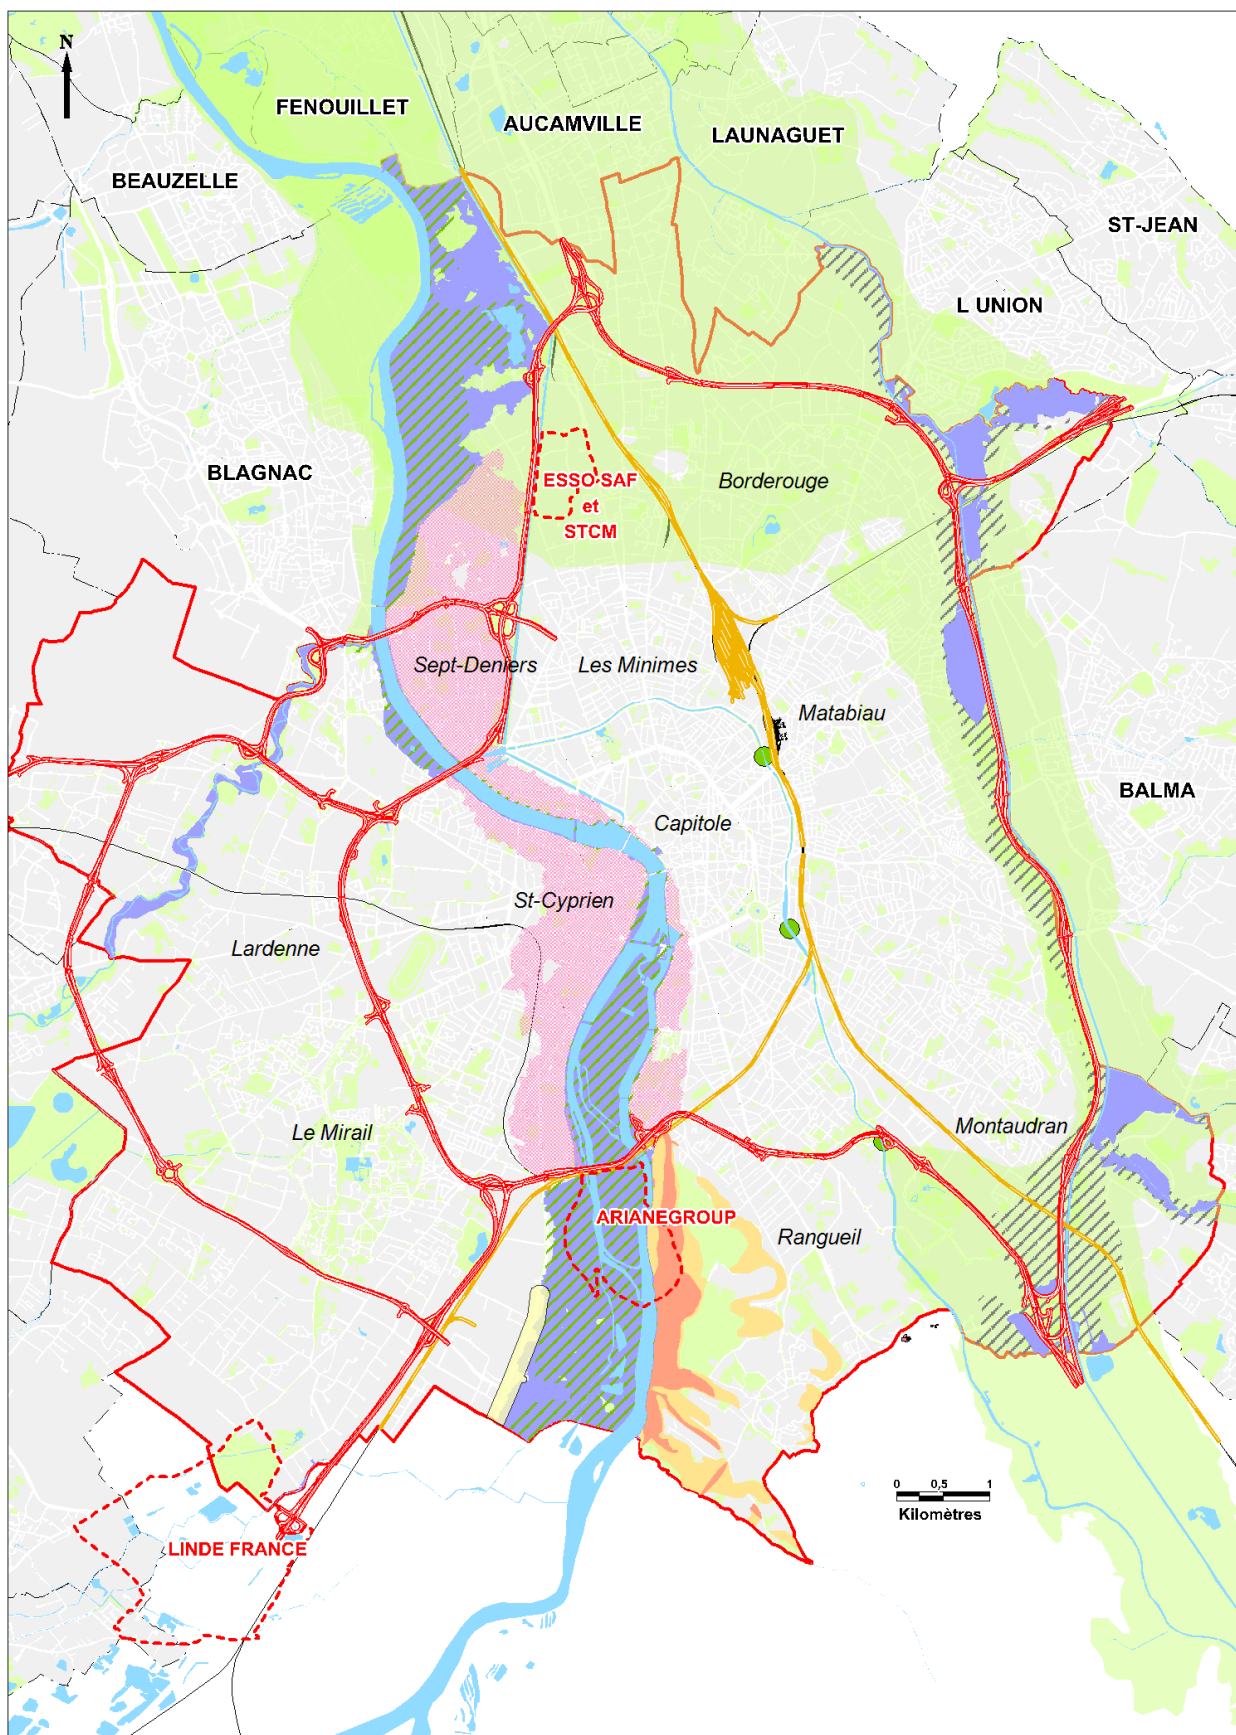 N
FENOUILLET
AUCAMVILLE
LAUNAGUET
BEAUZELLE
ST-JEAN
L UNION
BLAGNAC
ESSO SAF
et
STCM
Borderouge
Sept-Deniers
Les Minimes
Matabiau
BALMA
Capitole
St-Cyprien
Lardenne
Le Mirail
Montaudran
ARIANEGROUP
Rangueil
0 0,5 1
Kilomètres
LINDE FRANCE